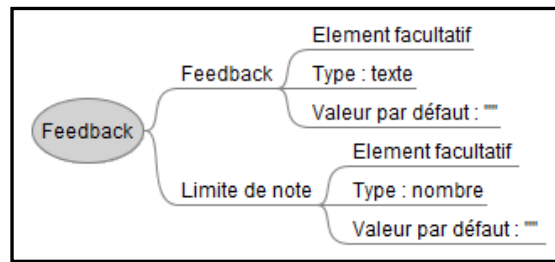 Feedback
Feedback
Element facultatif
Type : texte
Valeur par défaut : ""
Limite de note
Element facultatif
Type : nombre
Valeur par défaut : ""